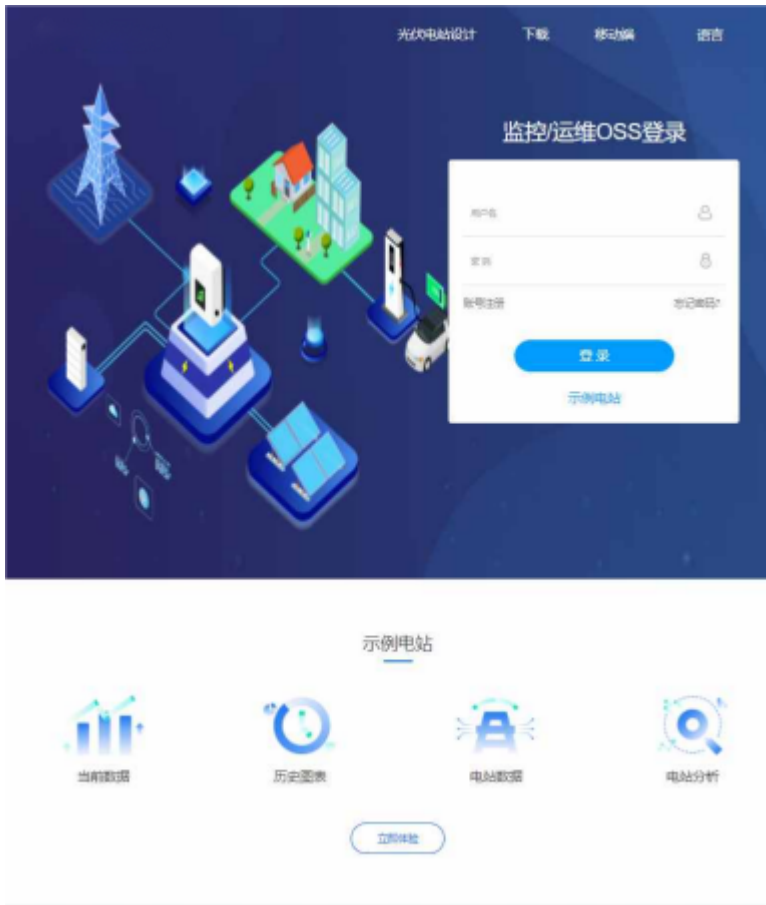 光伏电站设计 下载 移动端 语言
监控/运维OSS登录
用户名
密码
账号注册 忘记密码?
登录
示例电站
示例电站
当前数据 历史图表 电站数据 电站分析
立即体验